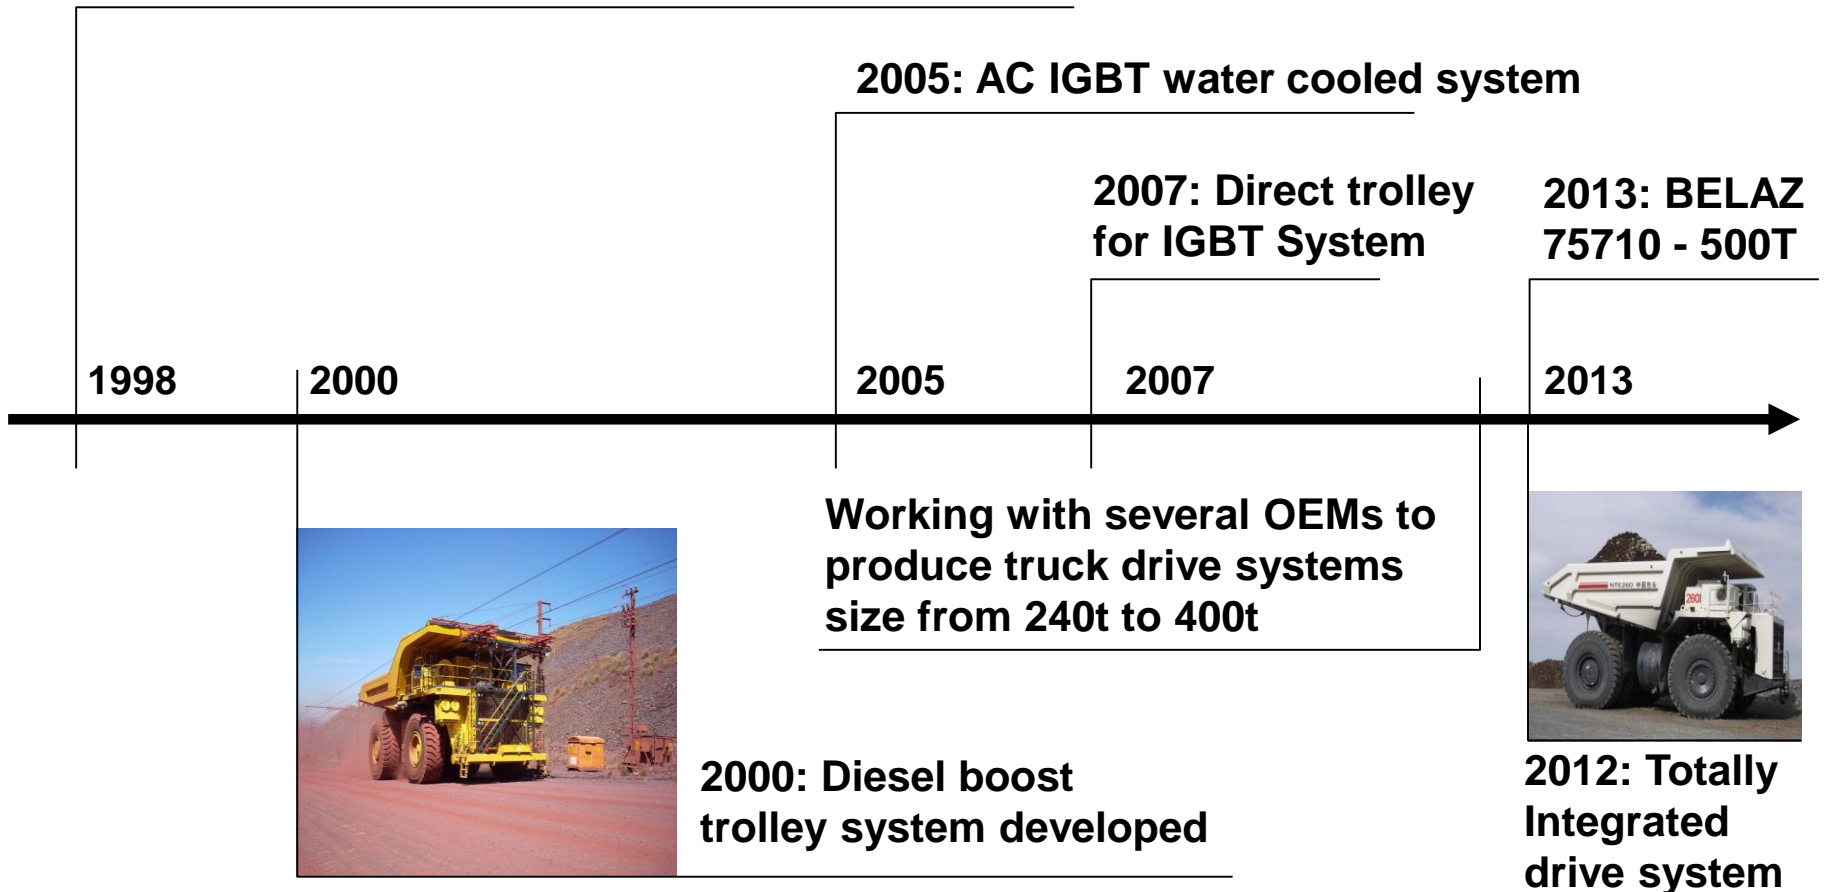 2005: AC IGBT water cooled system
2007: Direct trolley
for IGBT System
2013: BELAZ
75710 - 500T
1998
2000
2005
2007
2013
Working with several OEMs to
produce truck drive systems
size from 240t to 400t
NTE260
260
2000: Diesel boost
trolley system developed
2012: Totally
Integrated
drive system